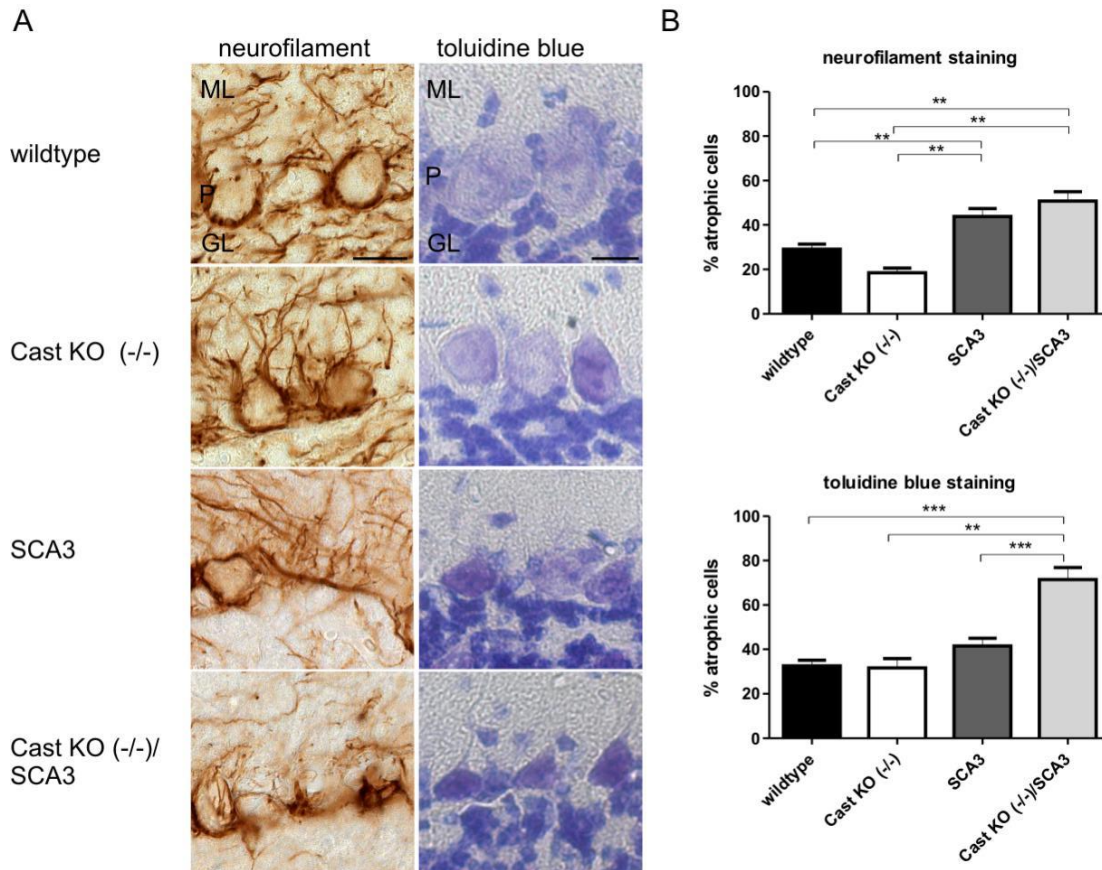 A
neurofilament
toluidine blue
wildtype
ML
P
GL
ML
P
GL
Cast KO (-/-)
SCA3
Cast KO (-/-)/
SCA3
B
neurofilament staining
% atrophic cells
100
80
60
40
20
0
**
**
**
**
wildtype
Cast KO (-/-)
SCA3
Cast KO (-/-)/SCA3
toluidine blue staining
% atrophic cells
100
80
60
40
20
0
***
**
***
wildtype
Cast KO (-/-)
SCA3
Cast KO (-/-)/SCA3